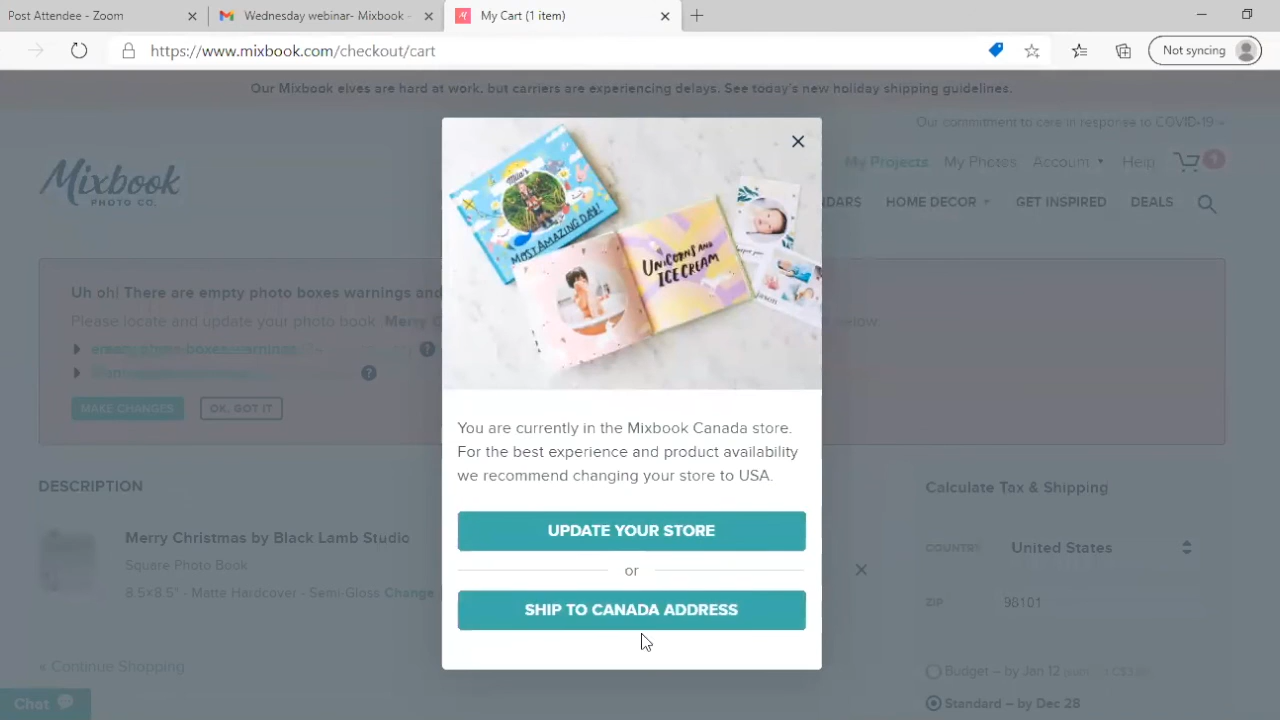 Post Attendee - Zoom
Wednesday webinar- Mixbook -
My Cart (1 item)
https://www.mixbook.com/checkout/cart
Not syncing
Our Mixbook elves are hard at work, but carriers are experiencing delays. See today's new holiday shipping guidelines.
Our commitment to care in response to COVID-19 »
Mixbook
PHOTO CO.
My Projects
My Photos
Account
Help
1
HOME DECOR
GET INSPIRED
DEALS
MOST AMAZING DAY!
UNICORNS AND
ICE CREAM
Uh oh! There are empty photo boxes warnings and
Please locate and update your photo book
below.
empty photo boxes warnings
MAKE CHANGES
OK, GOT IT
You are currently in the Mixbook Canada store.
For the best experience and product availability
we recommend changing your store to USA.
UPDATE YOUR STORE
or
SHIP TO CANADA ADDRESS
DESCRIPTION
Merry Christmas by Black Lamb Studio
Square Photo Book
8.5×8.5" - Matte Hardcover - Semi-Gloss Change
« Continue Shopping
Chat
Calculate Tax & Shipping
COUNTRY
United States
ZIP
98101
Budget – by Jan 12
Standard – by Dec 28